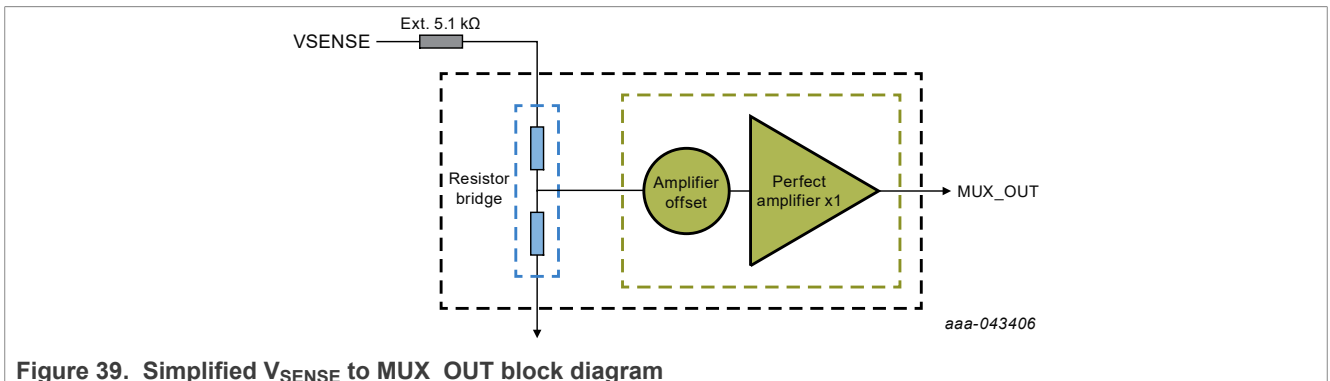 Ext. 5.1 kΩ
VSENSE
Resistor
bridge
Amplifier
offset
Perfect
amplifier x1
MUX_OUT
aaa-043406
Figure 39. Simplified VSENSE to MUX_OUT block diagram